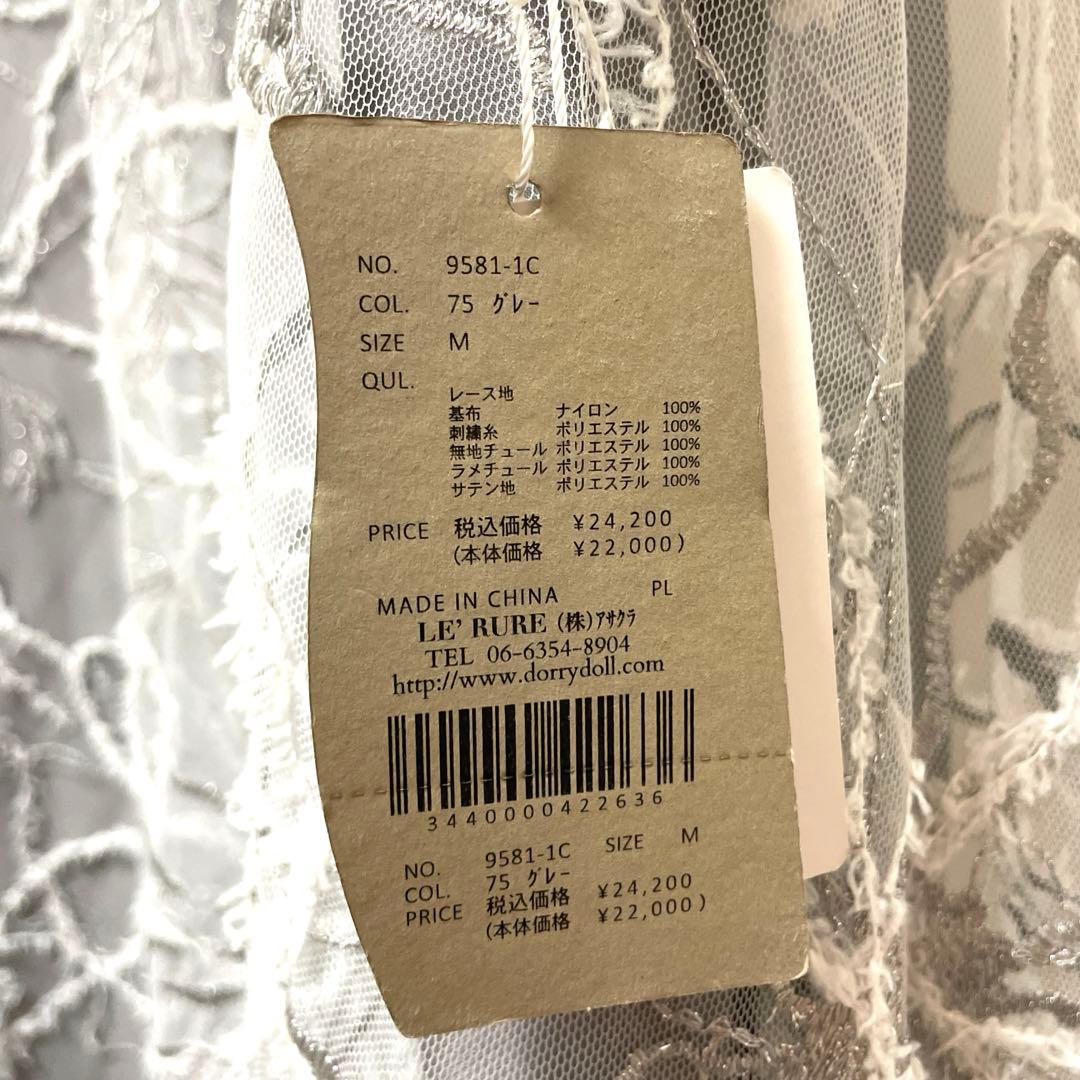 NO. 9581-1C
COL. 75 ｸﾞﾚｰ
SIZE M
QUL.
レース地
基布 ナイロン 100%
刺繍糸 ポリエステル 100%
無地チュール ポリエステル 100%
ラメチュール ポリエステル 100%
サテン地 ポリエステル 100%
PRICE 税込価格 ¥24,200
(本体価格 ¥22,000)
MADE IN CHINA PL
LE' RURE (株)ｱｻｸﾗ
TEL 06-6354-8904
http://www.dorrydoll.com
3440000422636
NO. 9581-1C SIZE M
COL. 75 ｸﾞﾚｰ
PRICE 税込価格 ¥24,200
(本体価格 ¥22,000)